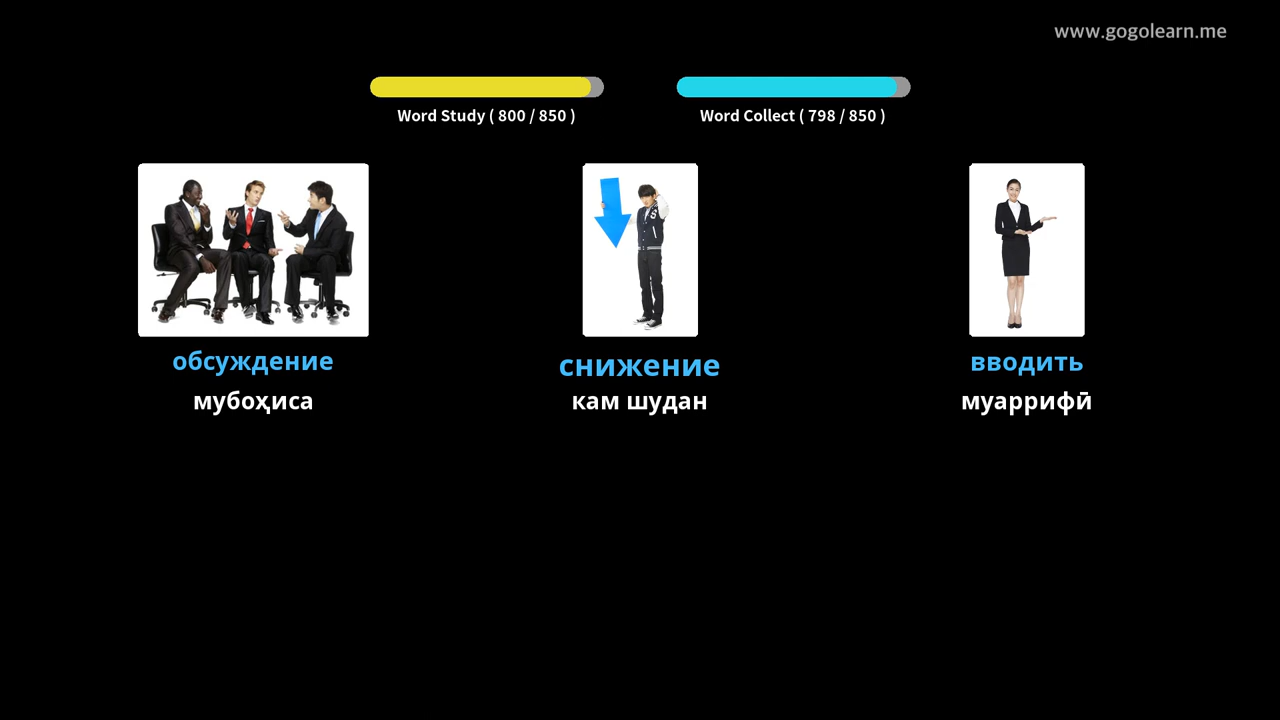 www.gogolearn.me
Word Study ( 800 / 850 )
Word Collect ( 798 / 850 )
обсуждение
снижение
вводить
мубоҳиса
кам шудан
муаррифӣ